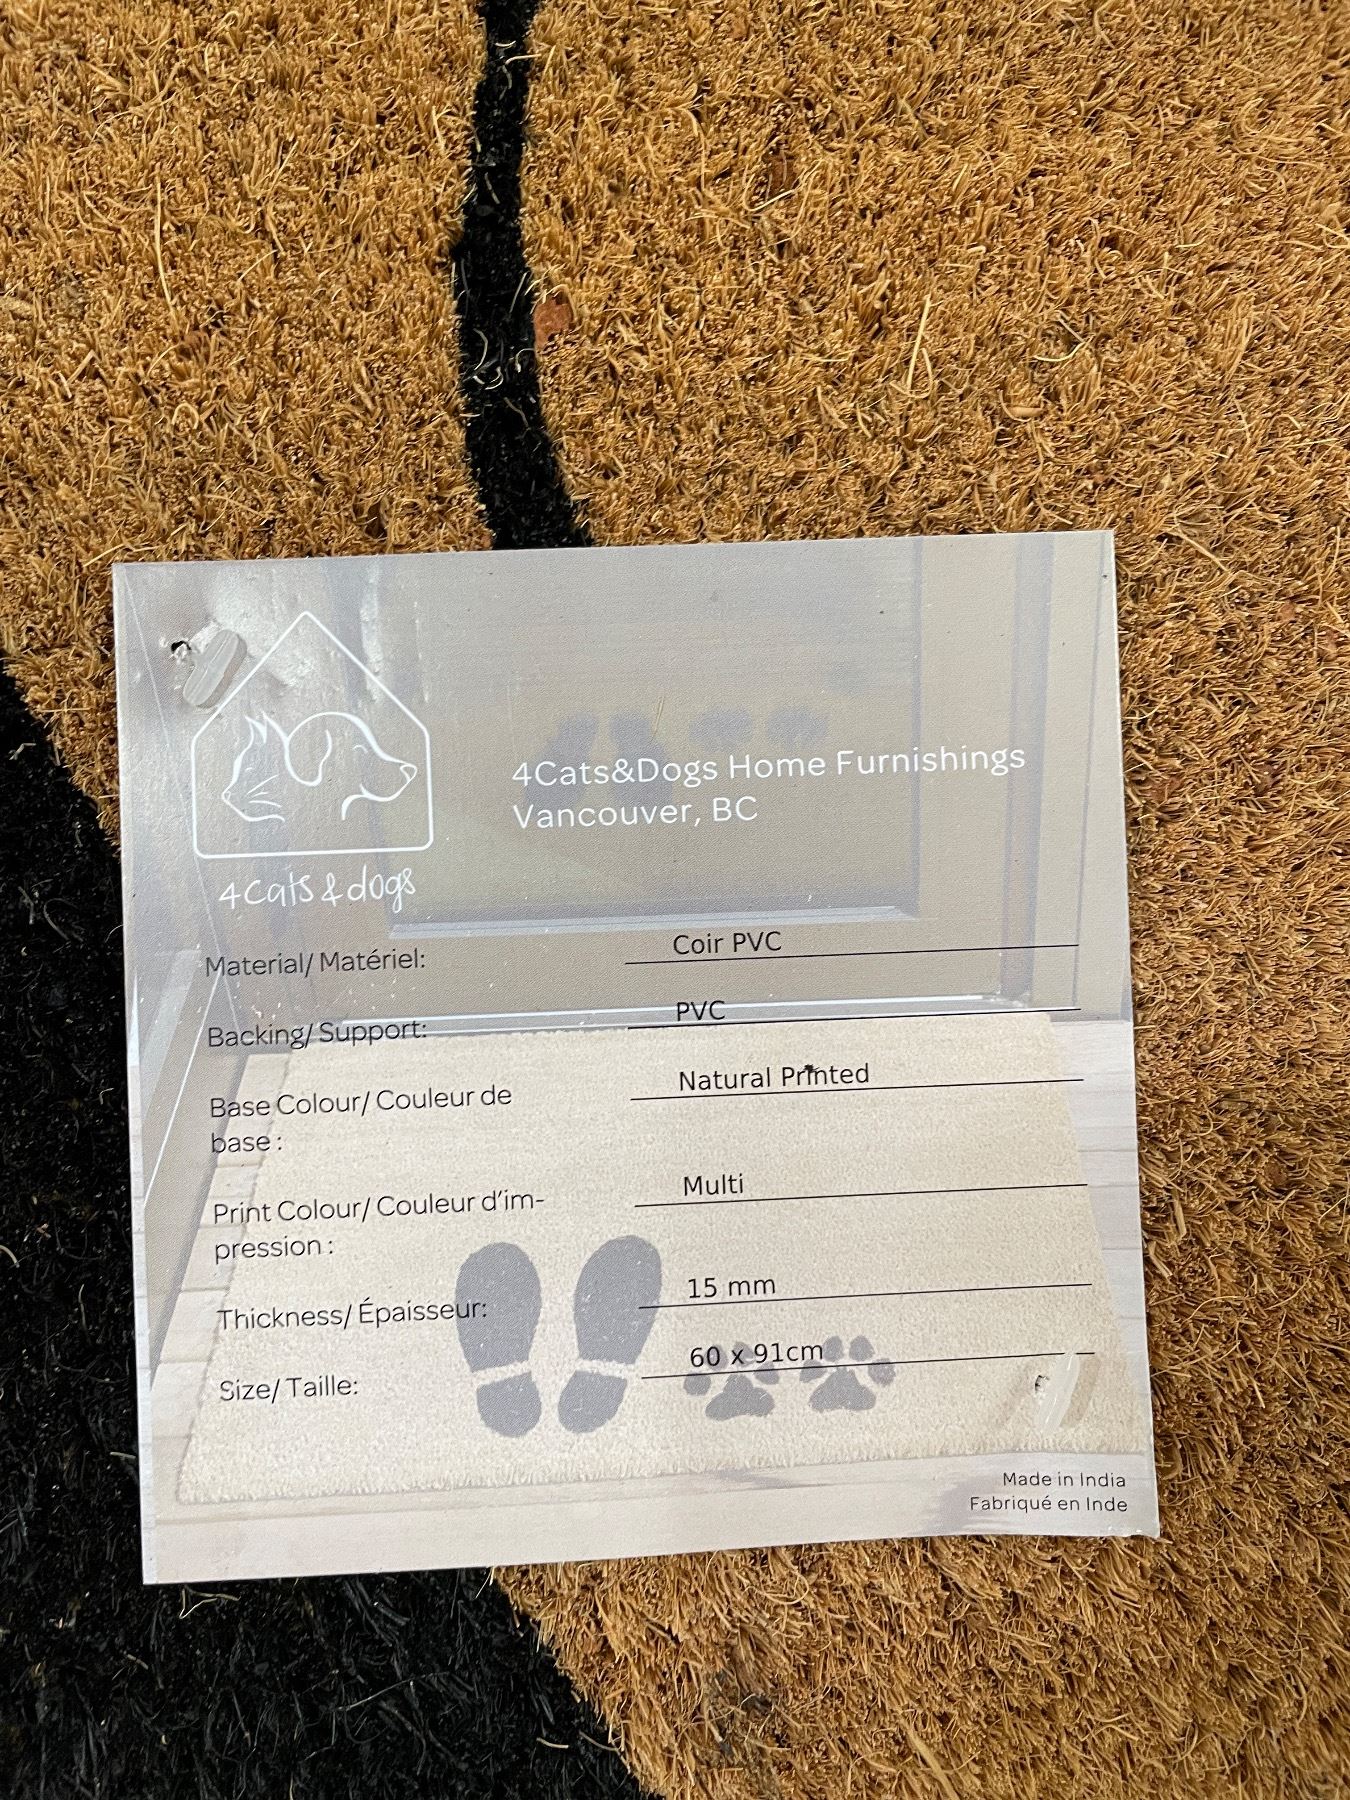 4Cats&Dogs Home Furnishings
Vancouver, BC
4cats & dogs
Material/ Matériel: Coir PVC
Backing/ Support: PVC
Base Colour/ Couleur de base : Natural Printed
Print Colour/ Couleur d'im-
pression : Multi
Thickness/ Épaisseur: 15 mm
Size/ Taille: 60 x 91cm
Made in India
Fabriqué en Inde